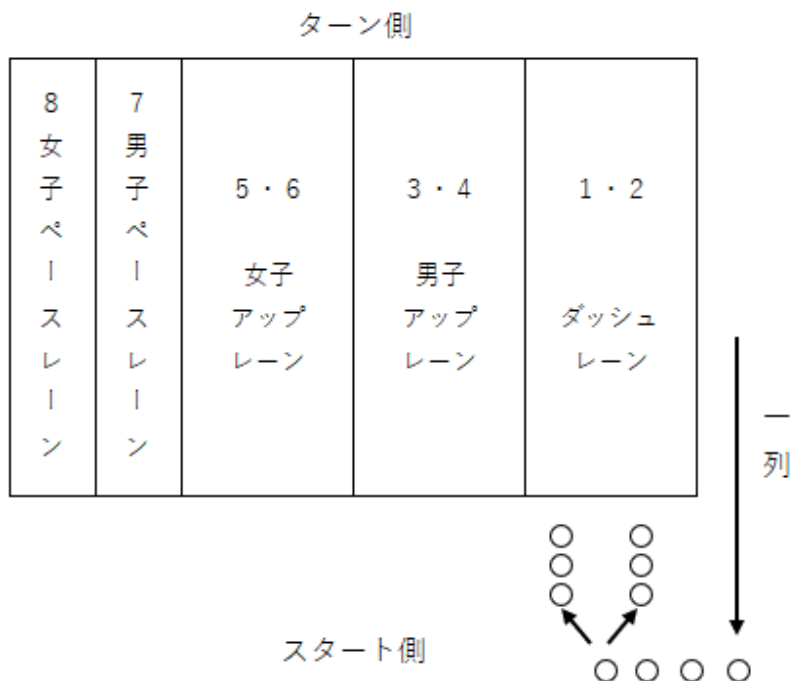 ターン側
8女子ペースレーン
7男子ペースレーン
5・6
女子
アップ
レーン
3・4
男子
アップ
レーン
1・2
ダッシュ
レーン
一列
スタート側